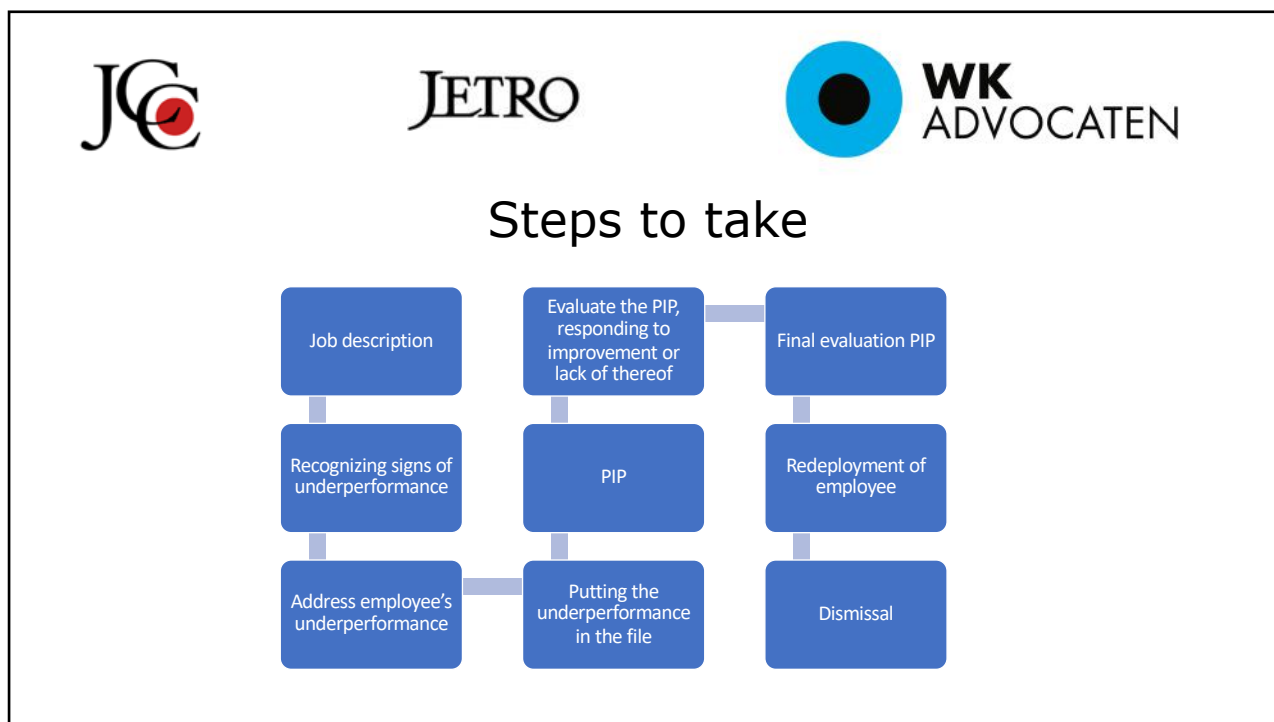 JCC
JETRO
WK
ADVOCATEN
Steps to take
Job description
Recognizing signs of
underperformance
Address employee’s
underperformance
Putting the
underperformance
in the file
PIP
Evaluate the PIP,
responding to
improvement or
lack of thereof
Final evaluation PIP
Redeployment of
employee
Dismissal